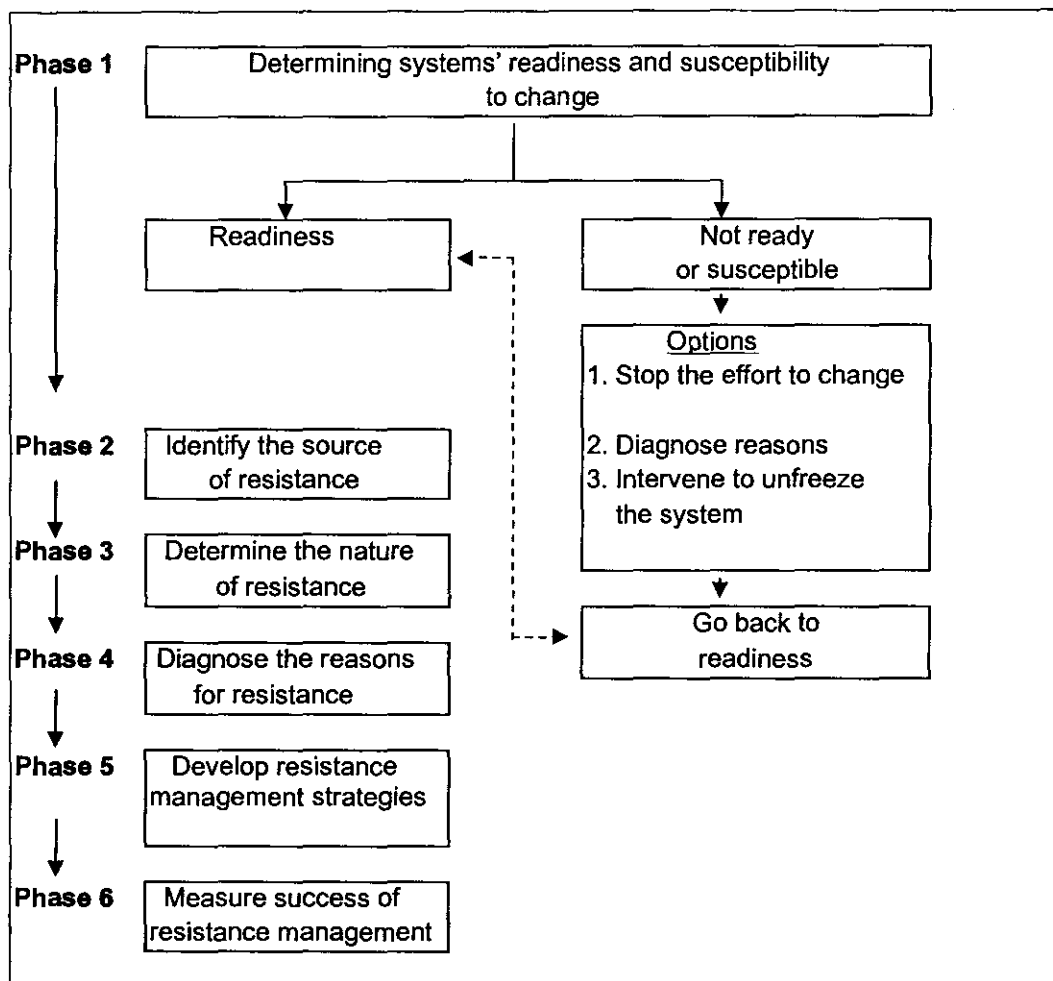 Phase 1
Determining systems' readiness and susceptibility
to change
Readiness
Not ready
or susceptible
Options
1. Stop the effort to change
2. Diagnose reasons
3. Intervene to unfreeze
the system
Go back to
readiness
Phase 2
Identify the source
of resistance
Phase 3
Determine the nature
of resistance
Phase 4
Diagnose the reasons
for resistance
Phase 5
Develop resistance
management strategies
Phase 6
Measure success of
resistance management